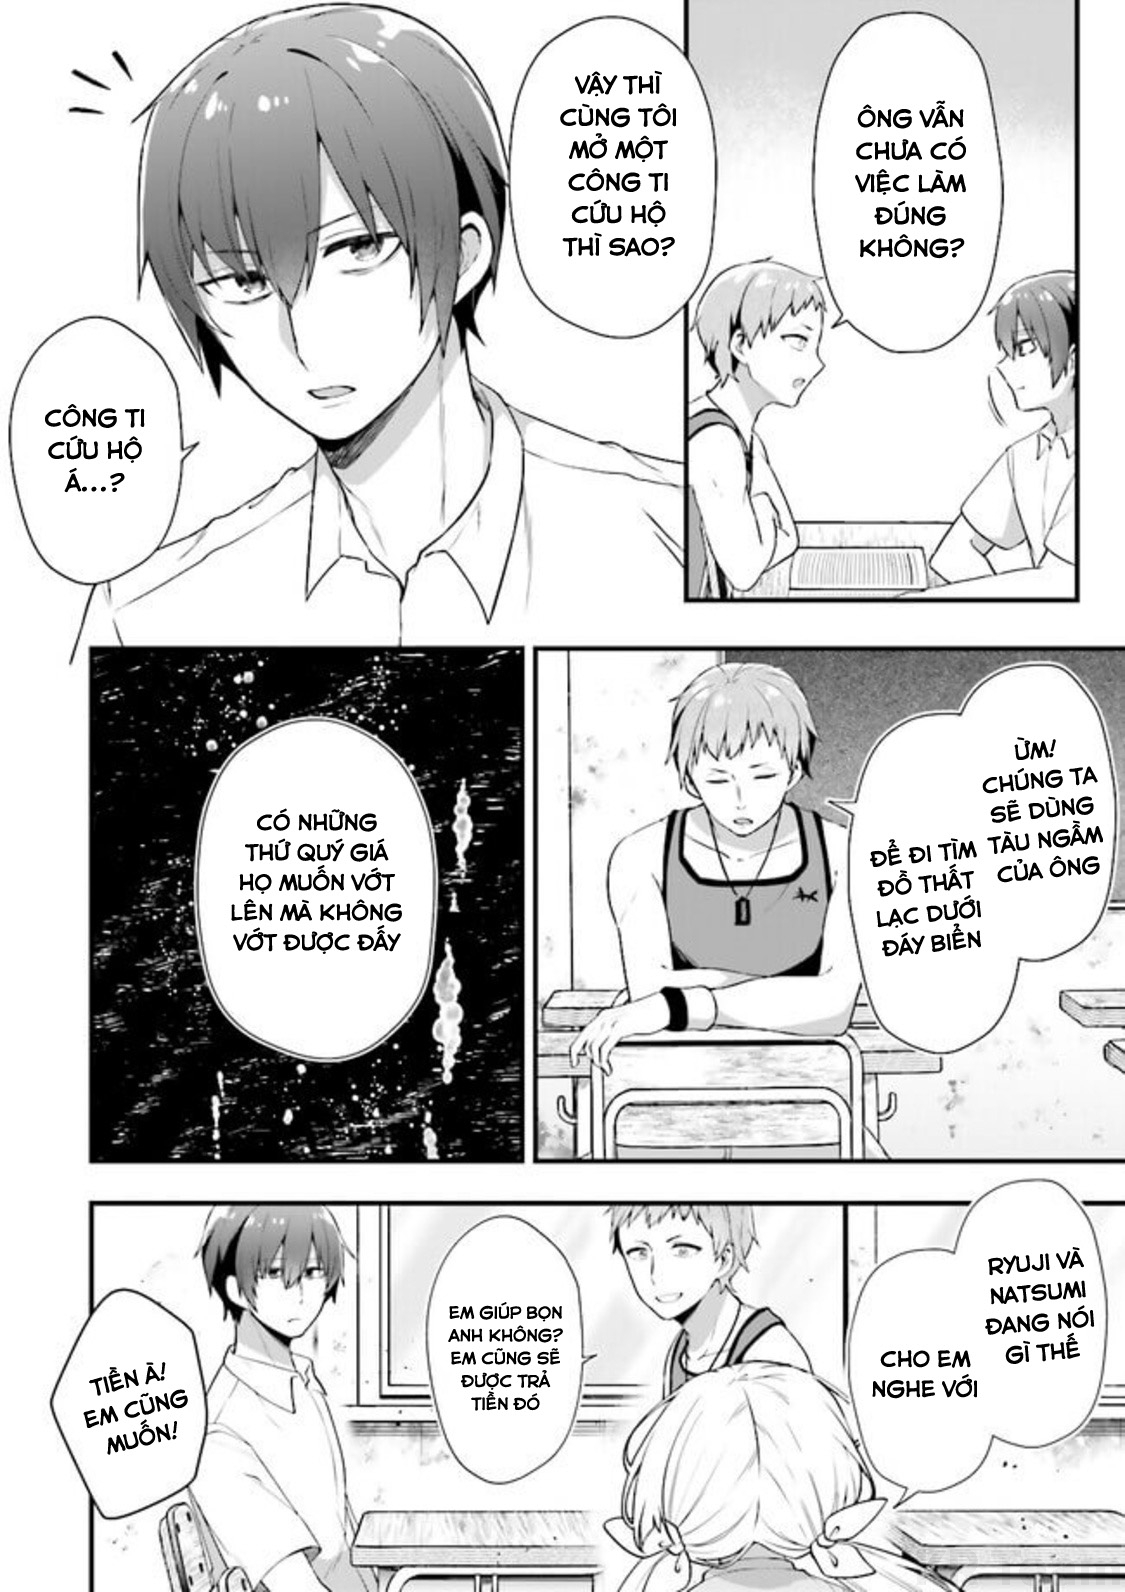 ÔNG VẪN
CHƯA CÓ
VIỆC LÀM
ĐÚNG
KHÔNG?
VẬY THÌ
CÙNG TÔI
MỞ MỘT
CÔNG TI
CỨU HỘ
THÌ SAO?
CÔNG TI
CỨU HỘ
Á...?
ỪM!
CHÚNG TA
SẼ DÙNG
TÀU NGẦM
CỦA ÔNG
ĐỂ ĐI TÌM
ĐỒ THẤT
LẠC DƯỚI
ĐÁY BIỂN
CÓ NHỮNG
THỨ QUÝ GIÁ
HỌ MUỐN VỚT
LÊN MÀ KHÔNG
VỚT ĐƯỢC ĐẤY
RYUJI VÀ
NATSUMI
ĐANG NÓI
GÌ THẾ
CHO EM
NGHE VỚI
EM GIÚP BỌN
ANH KHÔNG?
EM CŨNG SẼ
ĐƯỢC TRẢ
TIỀN ĐÓ
TIỀN À!
EM CŨNG
MUỐN!